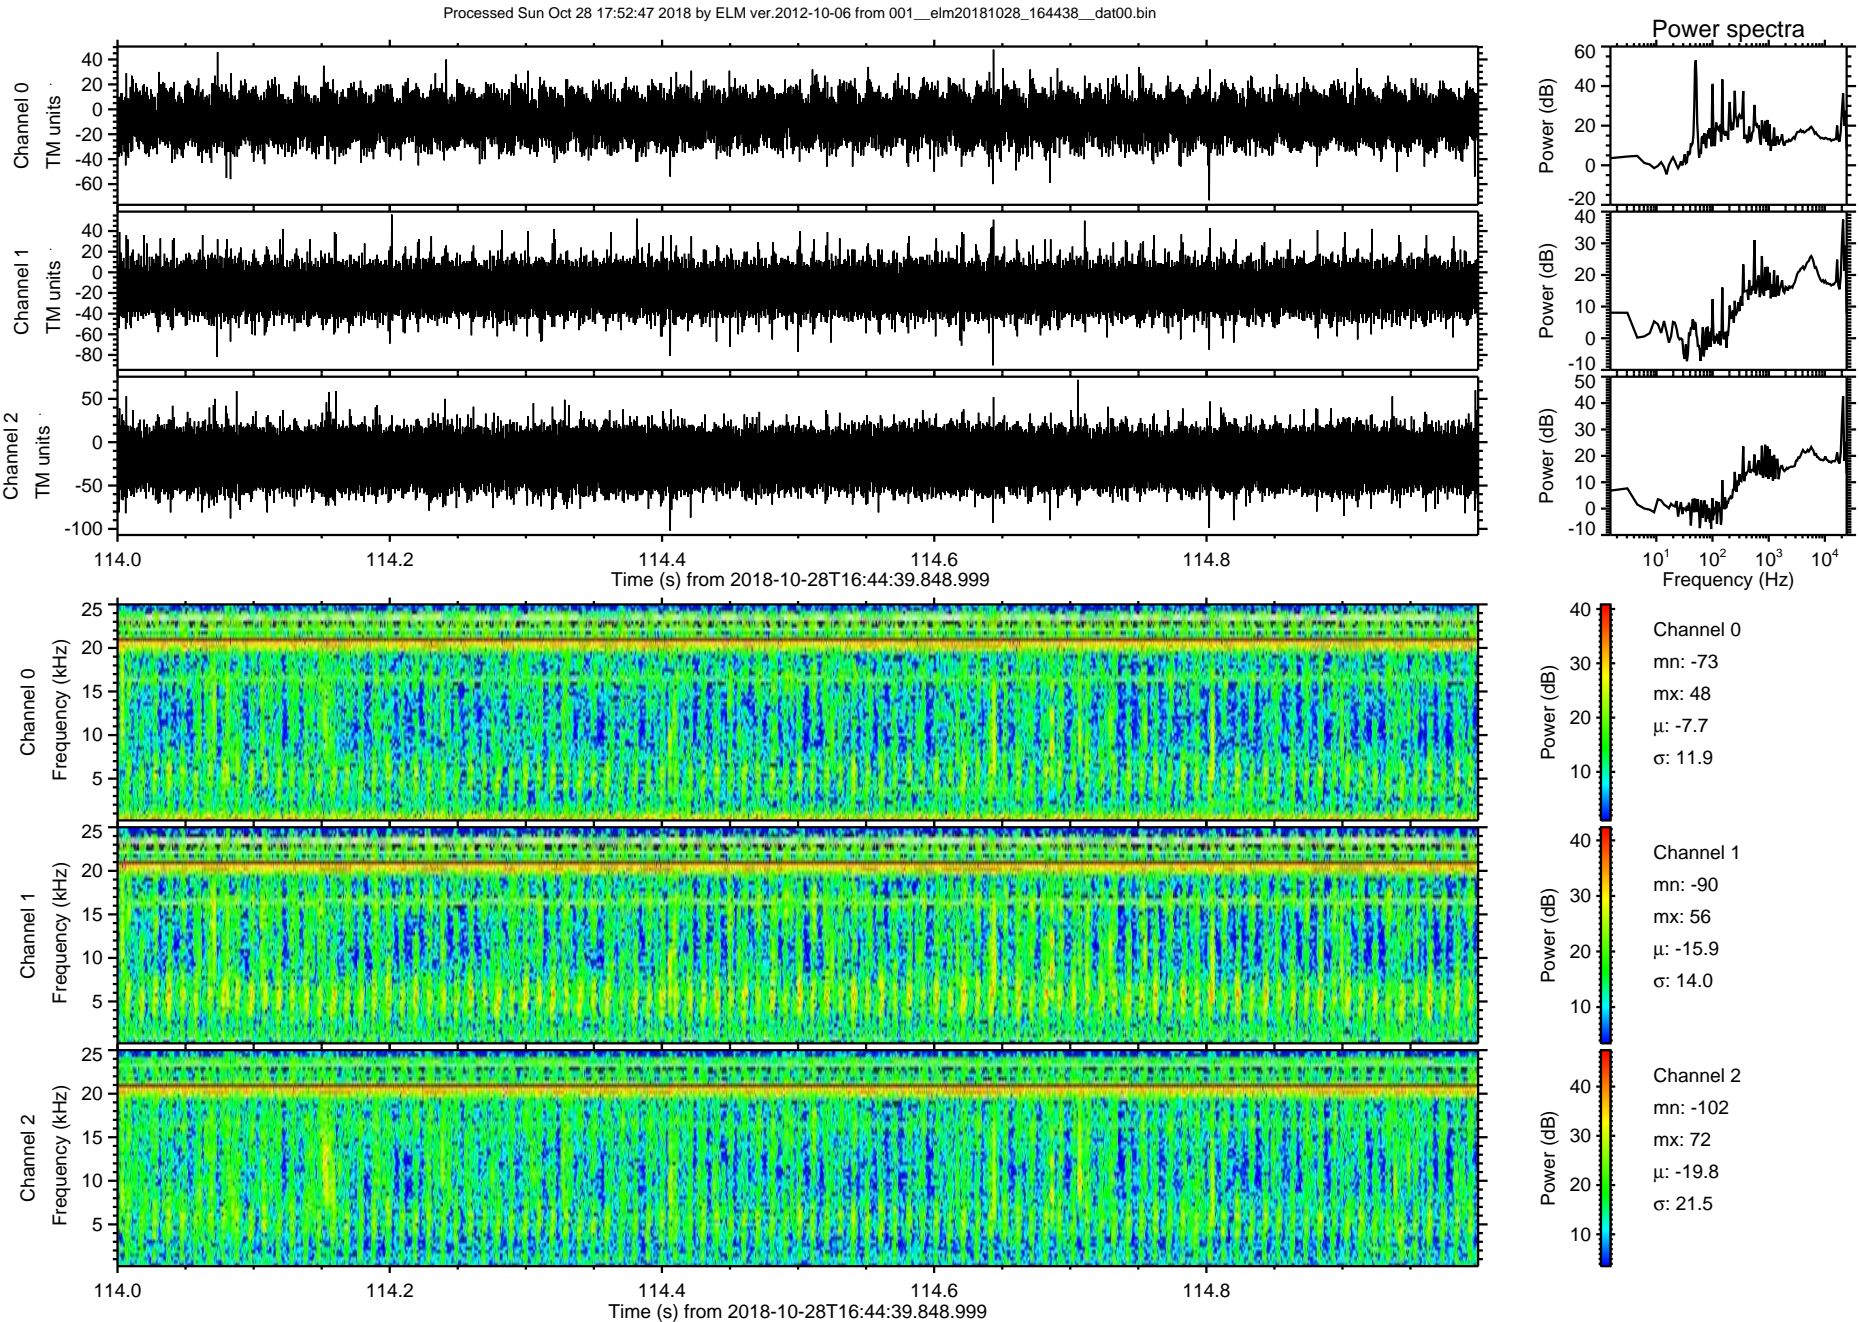 Processed Sun Oct 28 17:52:47 2018 by ELM ver.2012-10-06 from 001__elm20181028_164438__dat00.bin
Power spectra
Channel 0
TM units
40
20
0
-20
-40
-60
Power (dB)
60
40
20
0
-20
Channel 1
TM units
40
20
0
-20
-40
-60
-80
Power (dB)
40
30
20
10
0
-10
Channel 2
TM units
50
0
-50
-100
Power (dB)
50
40
30
20
10
0
-10
114.0 114.2 114.4 114.6 114.8
Time (s) from 2018-10-28T16:44:39.848.999
10¹ 10² 10³ 10⁴
Frequency (Hz)
Channel 0
Frequency (kHz)
25
20
15
10
5
Power (dB)
40
30
20
10
Channel 0
mn: -73
mx: 48
µ: -7.7
σ: 11.9
Channel 1
Frequency (kHz)
25
20
15
10
5
Power (dB)
40
30
20
10
Channel 1
mn: -90
mx: 56
µ: -15.9
σ: 14.0
Channel 2
Frequency (kHz)
25
20
15
10
5
Power (dB)
40
30
20
10
Channel 2
mn: -102
mx: 72
µ: -19.8
σ: 21.5
114.0 114.2 114.4 114.6 114.8
Time (s) from 2018-10-28T16:44:39.848.999